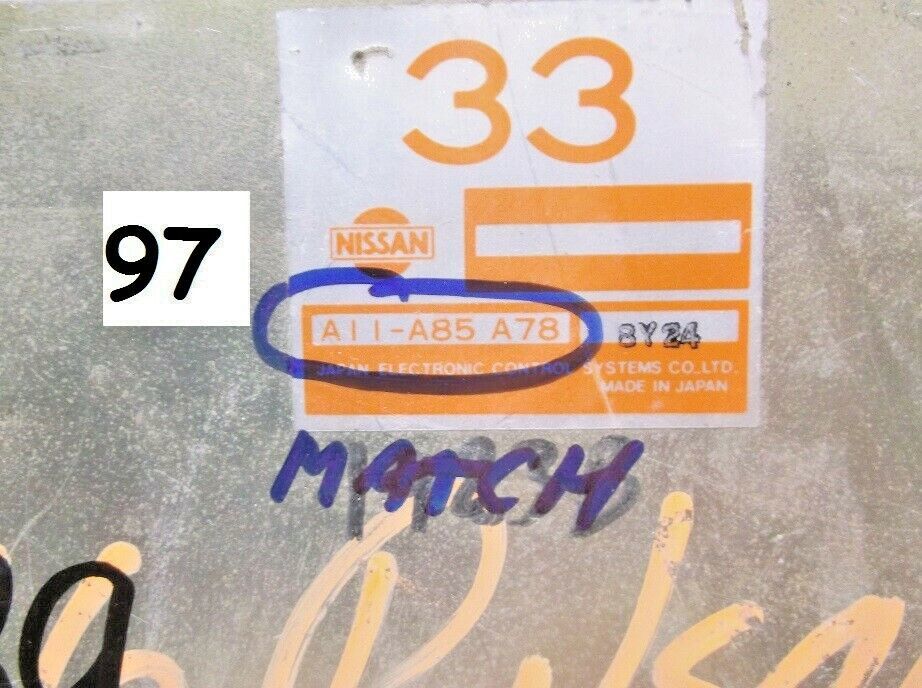 33
97
NISSAN
A11-A85 A78
8Y24
JAPAN ELECTRONIC CONTROL SYSTEMS CO.,LTD.
MADE IN JAPAN
MATCH